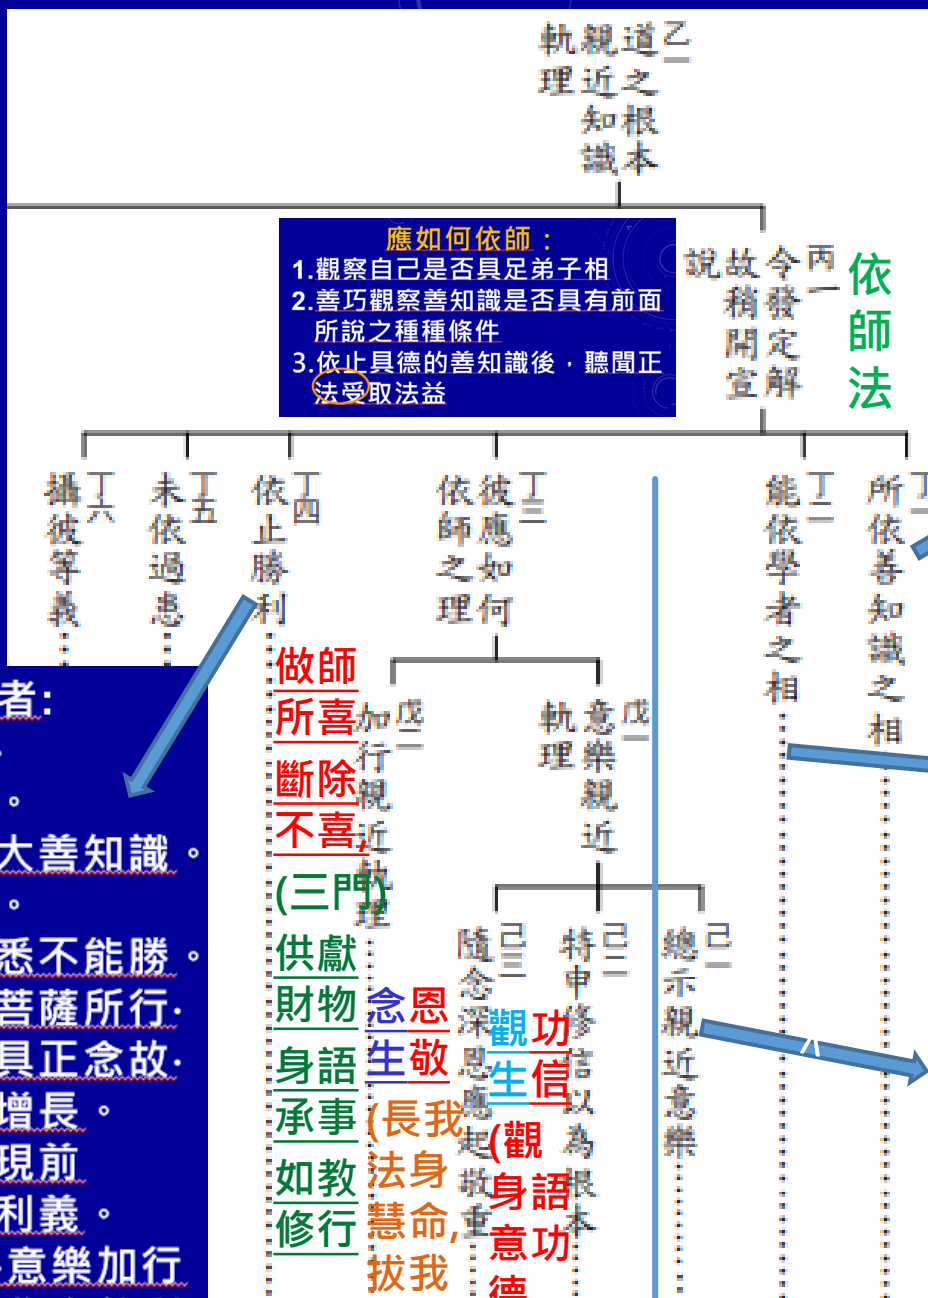 乙一
道之根本
親近知識
軌理
應如何依師：
1.觀察自己是否具足弟子相
2.善巧觀察善知識是否具有前面
所說之種種條件
3.依止具德的善知識後，聽聞正
法受取法益
丙一
令發定解
故稍開宣
說
依師法
丁一
所依善知識之相
丁二
能依學者之相
丁三
彼應如何
依師之理
丁四
依止勝利
丁五
未依過患
丁六
攝彼等義
戊一
意樂親近
軌理
戊二
加行親近軌理
己一
總示親近意樂
己二
特申修信以為根本
己三
隨念深恩應起敬重
做師
所喜
斷除
不喜,
(三門)
供獻
財物
身語
承事
如教
修行
念恩
生敬
(長我
法身
慧命,
拔我
觀功
生信
(觀
身語
意功
德
者:
。
大善知識。
。
悉不能勝。
菩薩所行.
具正念故.
增長。
現前
利義。
意樂加行